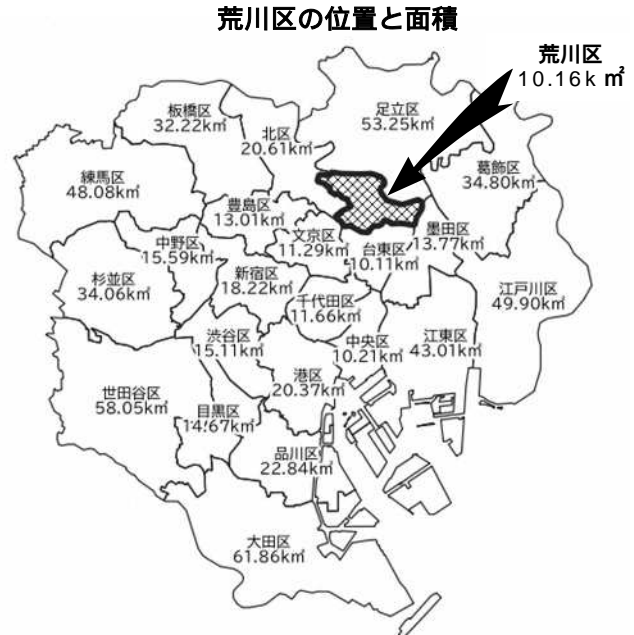 荒川区の位置と面積
荒川区
10.16k㎡
板橋区
32.22k㎡
北区
20.61k㎡
足立区
53.25k㎡
葛飾区
34.80k㎡
練馬区
48.08k㎡
豊島区
13.01k㎡
文京区
11.29k㎡
台東区
10.11k㎡
墨田区
13.77k㎡
中野区
15.59k㎡
杉並区
34.06k㎡
新宿区
18.22k㎡
千代田区
11.66k㎡
江戸川区
49.90k㎡
渋谷区
15.11k㎡
中央区
10.21k㎡
江東区
43.01k㎡
港区
20.37k㎡
世田谷区
58.05k㎡
目黒区
14.67k㎡
品川区
22.84k㎡
大田区
61.86k㎡